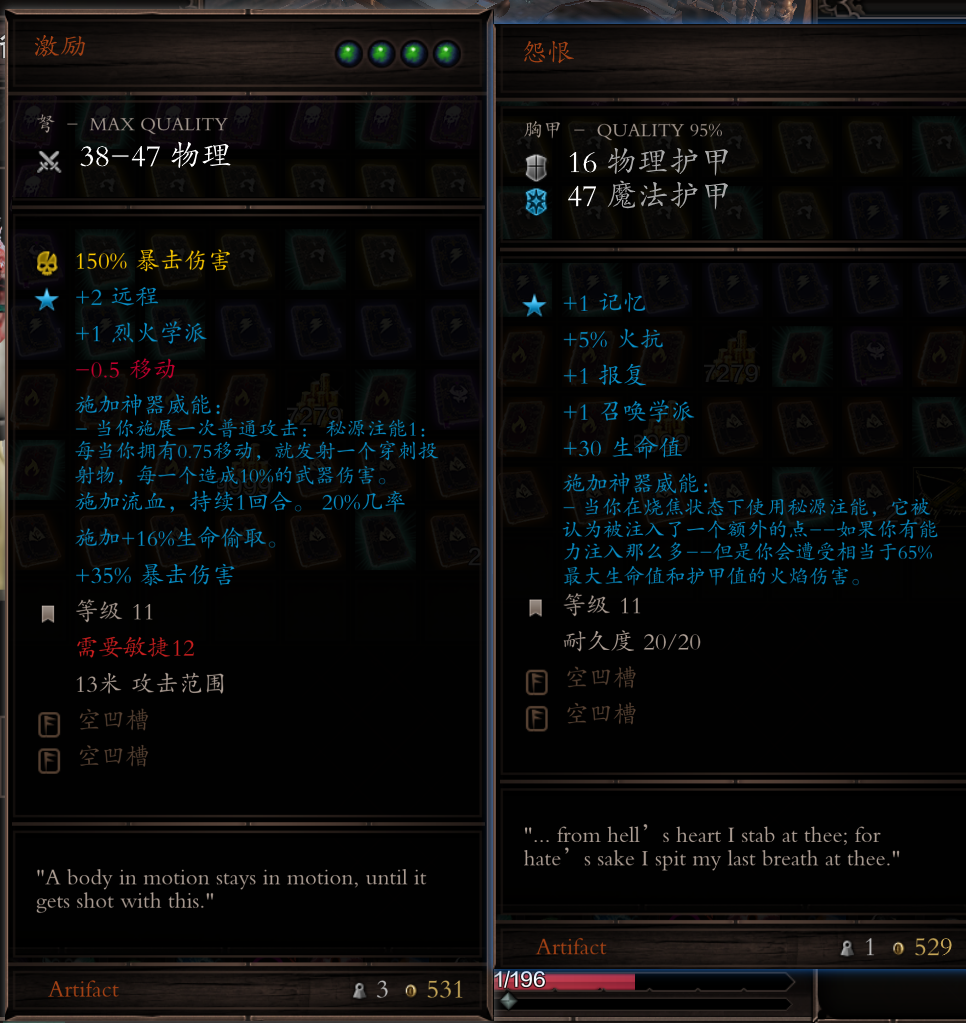 激励
弩 – MAX QUALITY
38–47 物理
150% 暴击伤害
+2 远程
+1 烈火学派
−0.5 移动
施加神器威能：
– 当你施展一次普通攻击： 秘源注能1：
每当你拥有0.75移动，就发射一个穿刺投
射物，每一个造成10%的武器伤害。
施加流血，持续1回合。 20%几率
施加+16%生命偷取。
+35% 暴击伤害
等级 11
需要敏捷12
13米 攻击范围
空凹槽
空凹槽
"A body in motion stays in motion, until it
gets shot with this."
Artifact
3
531
怨恨
胸甲 – QUALITY 95%
16 物理护甲
47 魔法护甲
+1 记忆
+5% 火抗
+1 报复
+1 召唤学派
+30 生命值
施加神器威能：
– 当你在烧焦状态下使用秘源注能，它被
认为被注入了一个额外的点––如果你有能
力注入那么多––但是你会遭受相当于65%
最大生命值和护甲值的火焰伤害。
等级 11
耐久度 20/20
空凹槽
空凹槽
"... from hell’s heart I stab at thee; for
hate’s sake I spit my last breath at thee."
Artifact
1
529
1/196
7279
7279